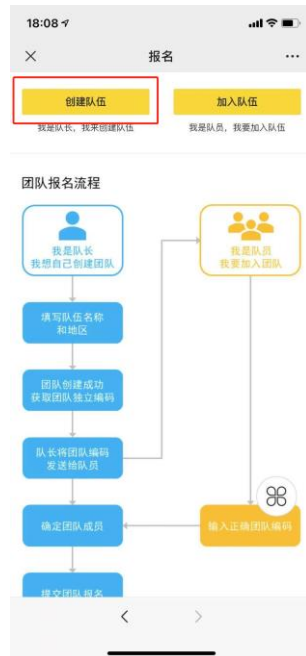 18:08
报名
创建队伍
加入队伍
我是队长，我来创建队伍
我是队员，我要加入队伍
团队报名流程
我是队长
我想自己创建团队
我是队员
我要加入团队
填写队伍名称
和地区
团队创建成功
获取团队独立编码
队长将团队编码
发送给队员
确定团队成员
输入正确团队编码
提交团队报名